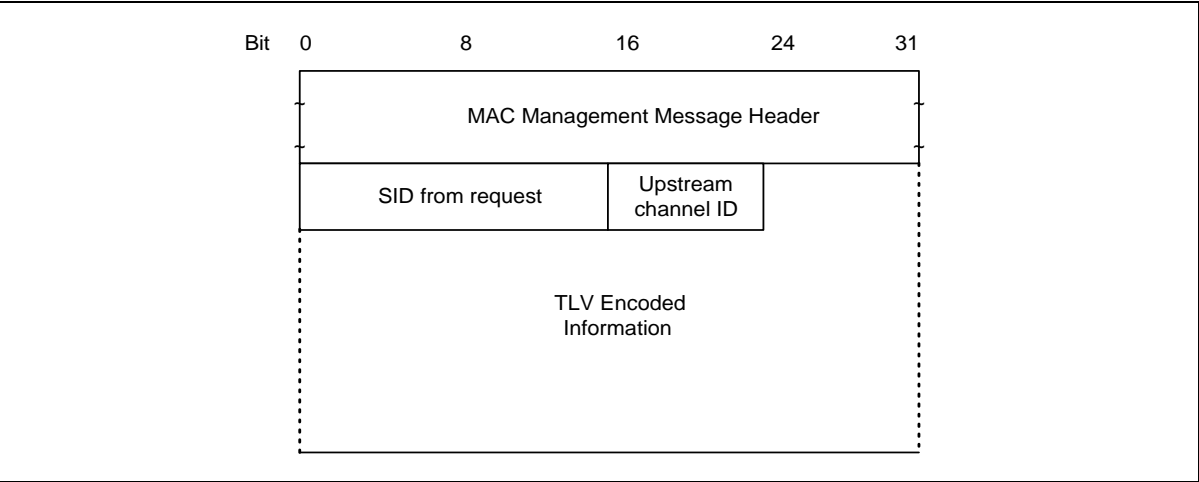 Bit 0 8 16 24 31
MAC Management Message Header
SID from request
Upstream
channel ID
TLV Encoded
Information